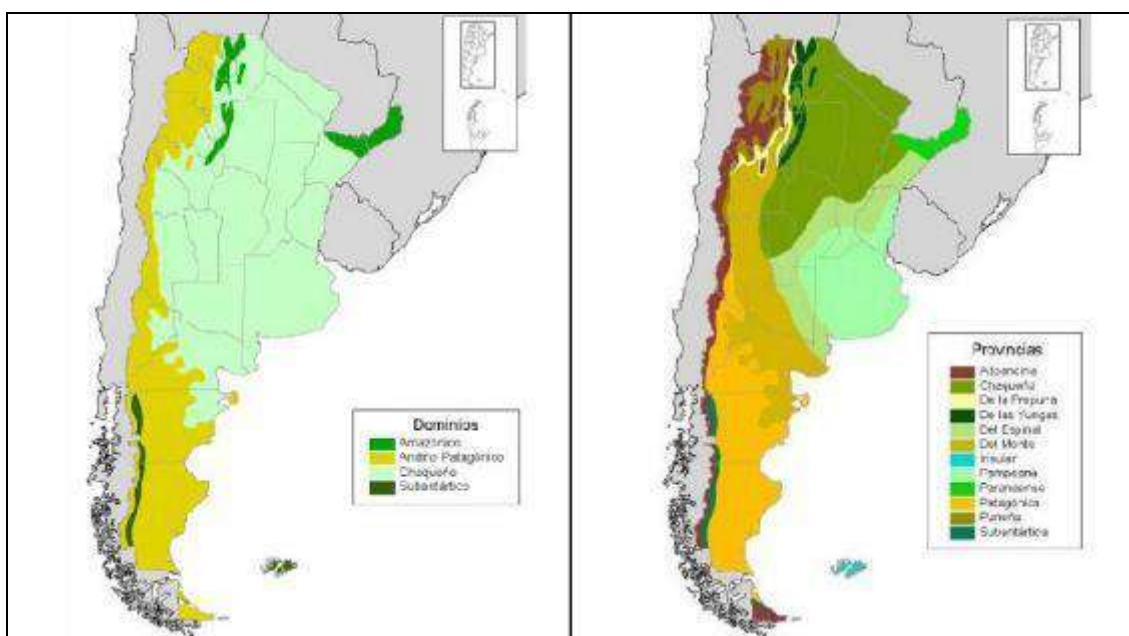 Dominios
Amazónico
Andino Patagónico
Chaqueño
Subantártico
Provincias
Altoandina
Chaqueña
De la Prepuna
De las Yungas
Del Espinal
Del Monte
Insular
Pampeana
Paranaense
Patagónica
Puneña
Subantártica